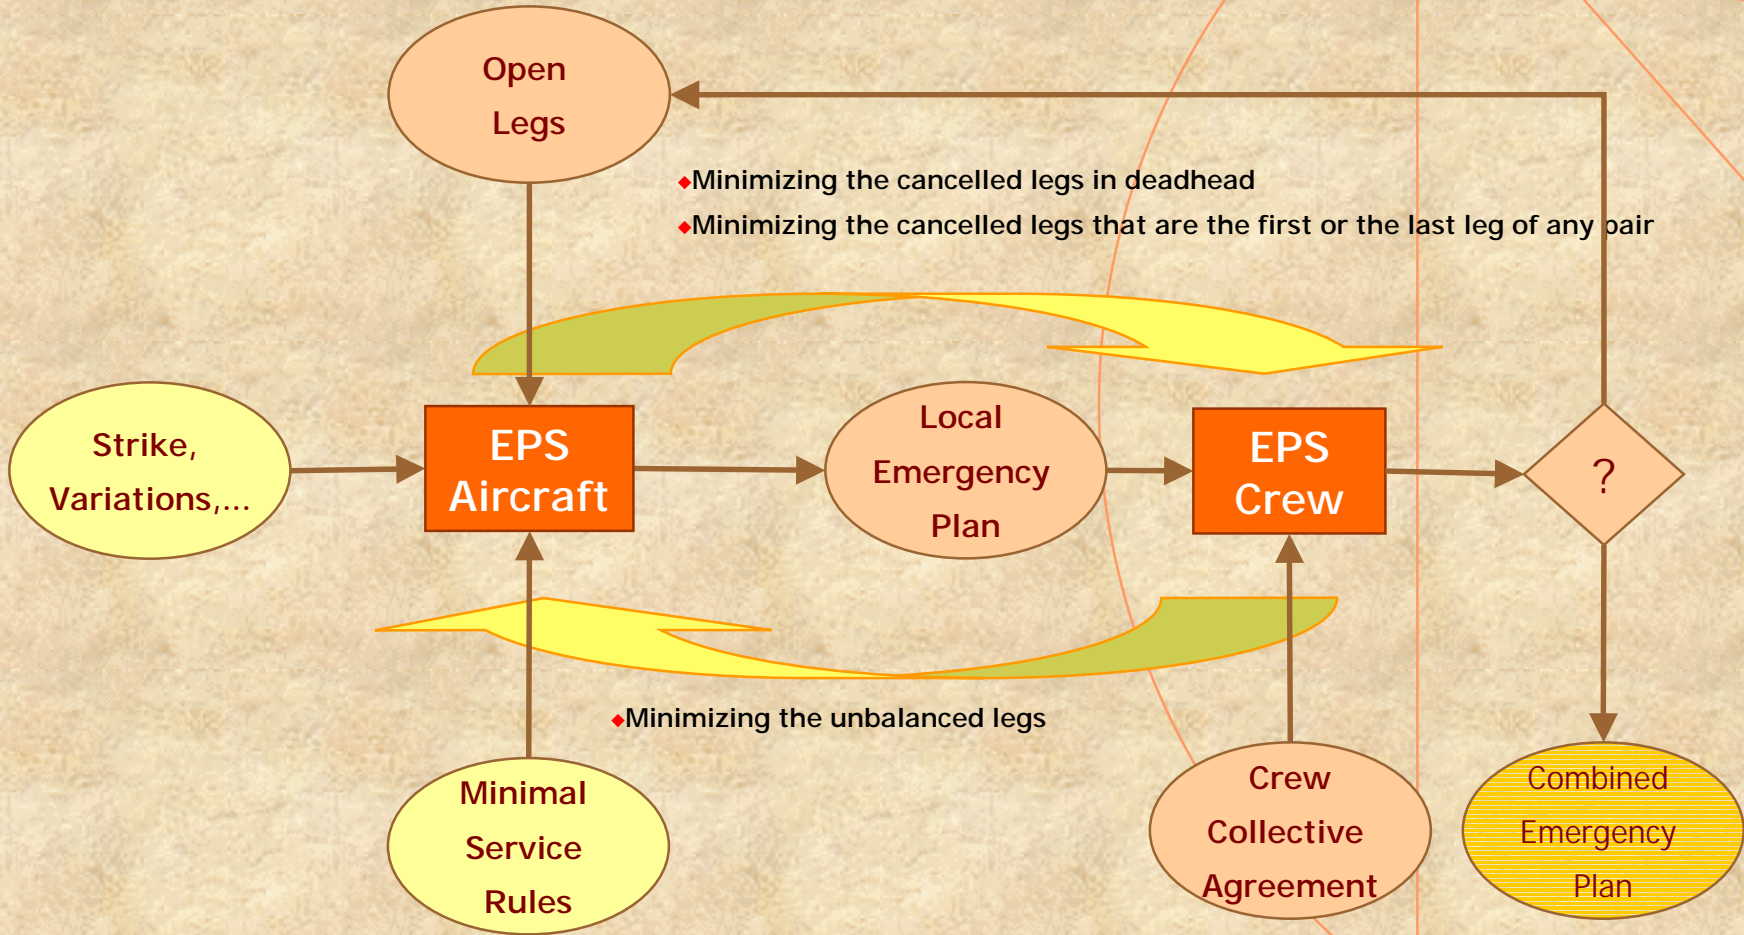 Open
Legs
◆Minimizing the cancelled legs in deadhead
◆Minimizing the cancelled legs that are the first or the last leg of any pair
Strike,
Variations,...
EPS
Aircraft
Local
Emergency
Plan
EPS
Crew
?
◆Minimizing the unbalanced legs
Minimal
Service
Rules
Crew
Collective
Agreement
Combined
Emergency
Plan